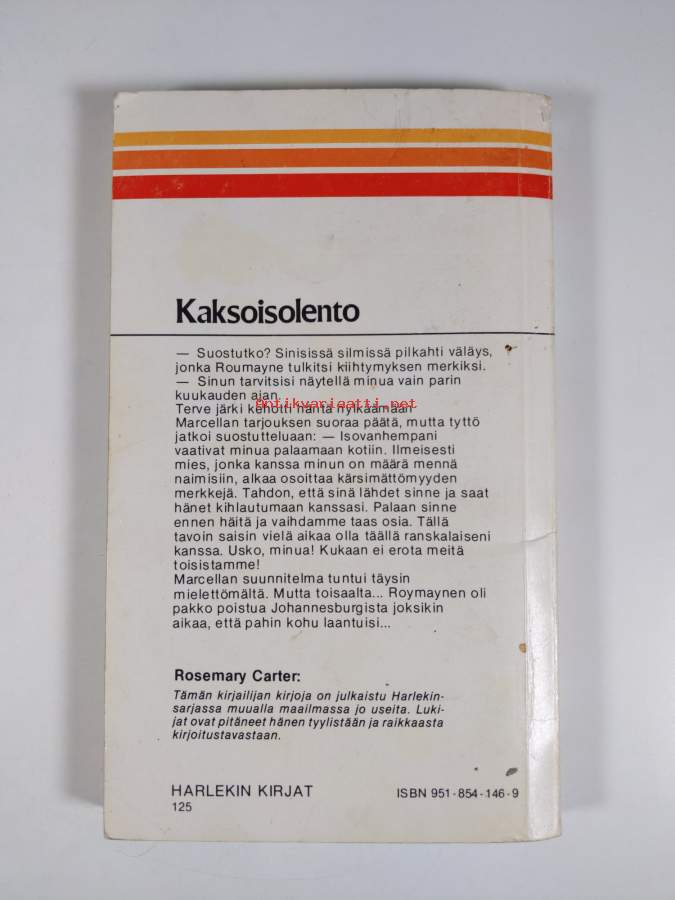 Kaksoisolento
— Suostutko? Sinisissä silmissä pilkahti väläys,
jonka Roumayne tulkitsi kiihtymyksen merkiksi.
— Sinun tarvitsisi näytellä minua vain parin
kuukauden ajan.
antikvariaatti.net
Terve järki kehotti häntä hylkäämään
Marcellan tarjouksen suoraa päätä, mutta tyttö
jatkoi suostutteluaan: — Isovanhempani
vaativat minua palaamaan kotiin. Ilmeisesti
mies, jonka kanssa minun on määrä mennä
naimisiin, alkaa osoittaa kärsimättömyyden
merkkejä. Tahdon, että sinä lähdet sinne ja saat
hänet kihlautumaan kanssasi. Palaan sinne
ennen häitä ja vaihdamme taas osia. Tällä
tavoin saisin vielä aikaa olla täällä ranskalaiseni
kanssa. Usko, minua! Kukaan ei erota meitä
toisistamme!
Marcellan suunnitelma tuntui täysin
mielettömältä. Mutta toisaalta... Roymaynen oli
pakko poistua Johannesburgista joksikin
aikaa, että pahin kohu laantuisi...
Rosemary Carter:
Tämän kirjailijan kirjoja on julkaistu Harlekin-
sarjassa muualla maailmassa jo useita. Luki-
jat ovat pitäneet hänen tyylistään ja raikkaasta
kirjoitustavastaan.
HARLEKIN KIRJAT
125
ISBN 951-854-146-9